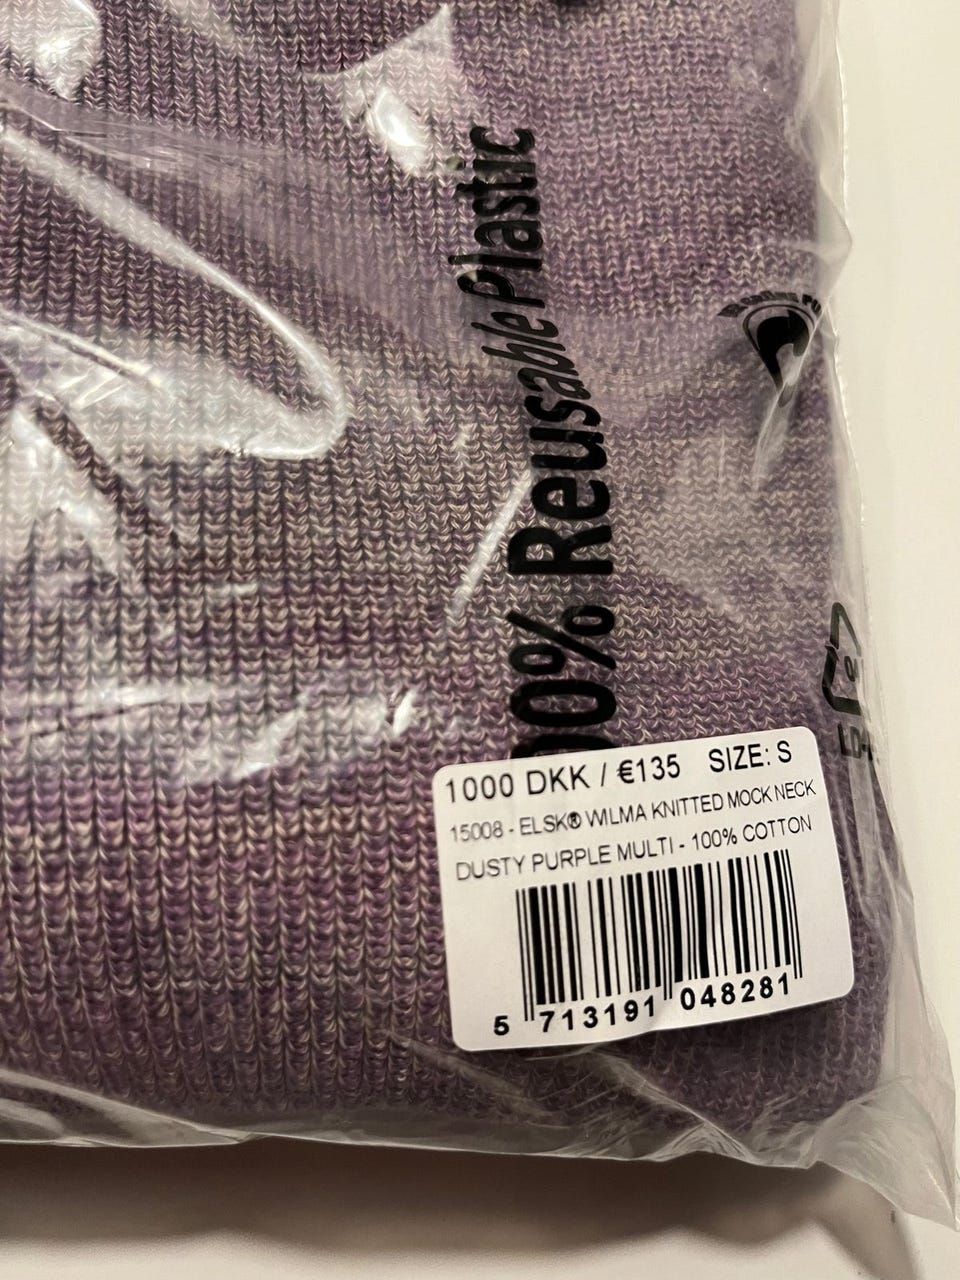 00% Reusable Plastic
1000 DKK / €135 SIZE: S
15008 - ELSK® WILMA KNITTED MOCK NECK
DUSTY PURPLE MULTI - 100% COTTON
5 713191 048281